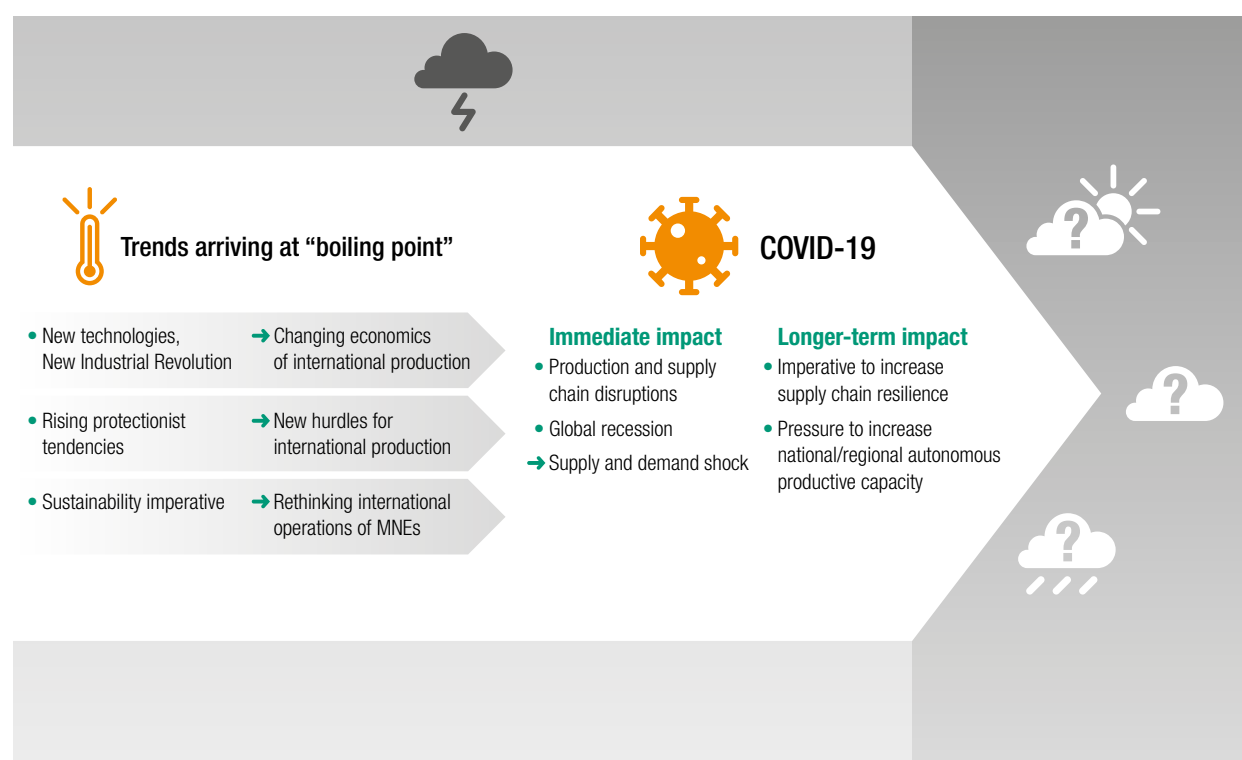 Trends arriving at “boiling point”
• New technologies,
New Industrial Revolution
➜ Changing economics
of international production
• Rising protectionist
tendencies
➜ New hurdles for
international production
• Sustainability imperative
➜ Rethinking international
operations of MNEs
COVID-19
Immediate impact
• Production and supply
chain disruptions
• Global recession
➜ Supply and demand shock
Longer-term impact
• Imperative to increase
supply chain resilience
• Pressure to increase
national/regional autonomous
productive capacity
?
?
?